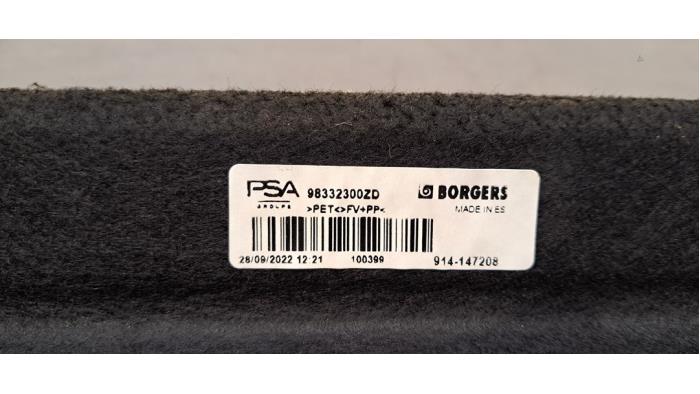 PSA 98332300ZD BORGERS
GROUPE >PET<>FV+PP< MADE IN ES
28/09/2022 12:21 100399 914-147208